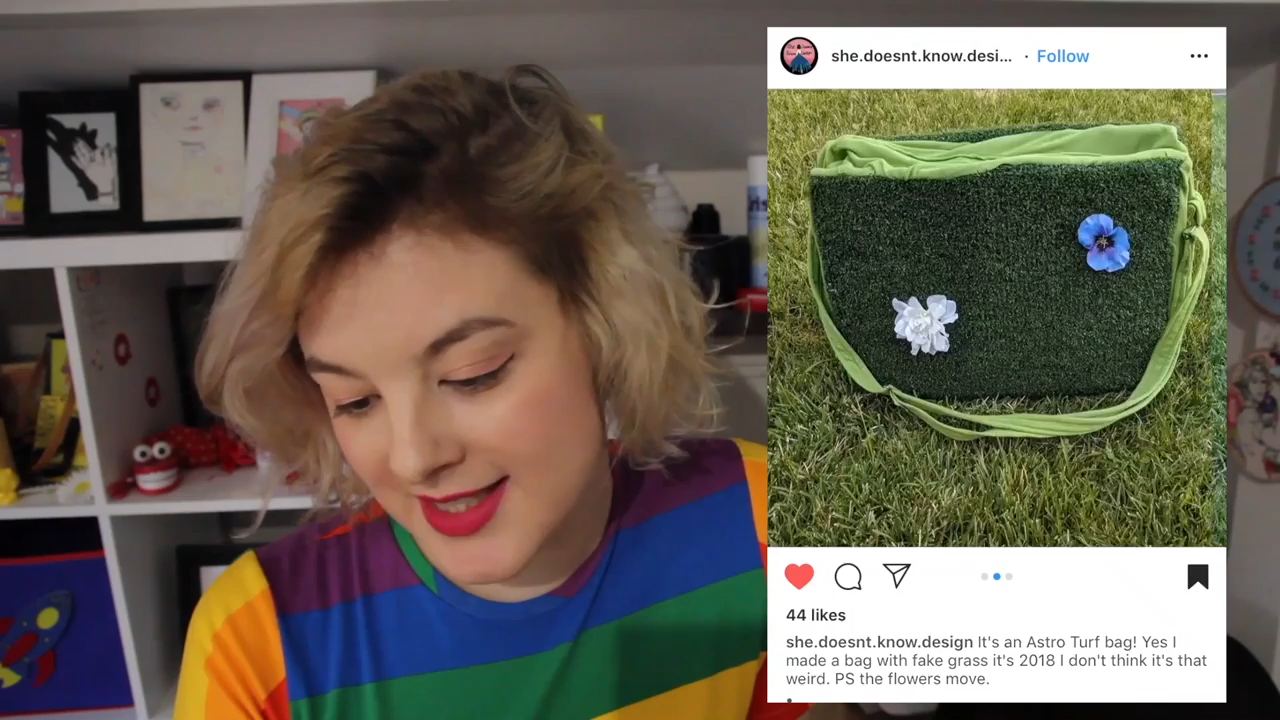 she.doesnt.know.desi... · Follow
44 likes
she.doesnt.know.design It's an Astro Turf bag! Yes I
made a bag with fake grass it's 2018 I don't think it's that
weird. PS the flowers move.